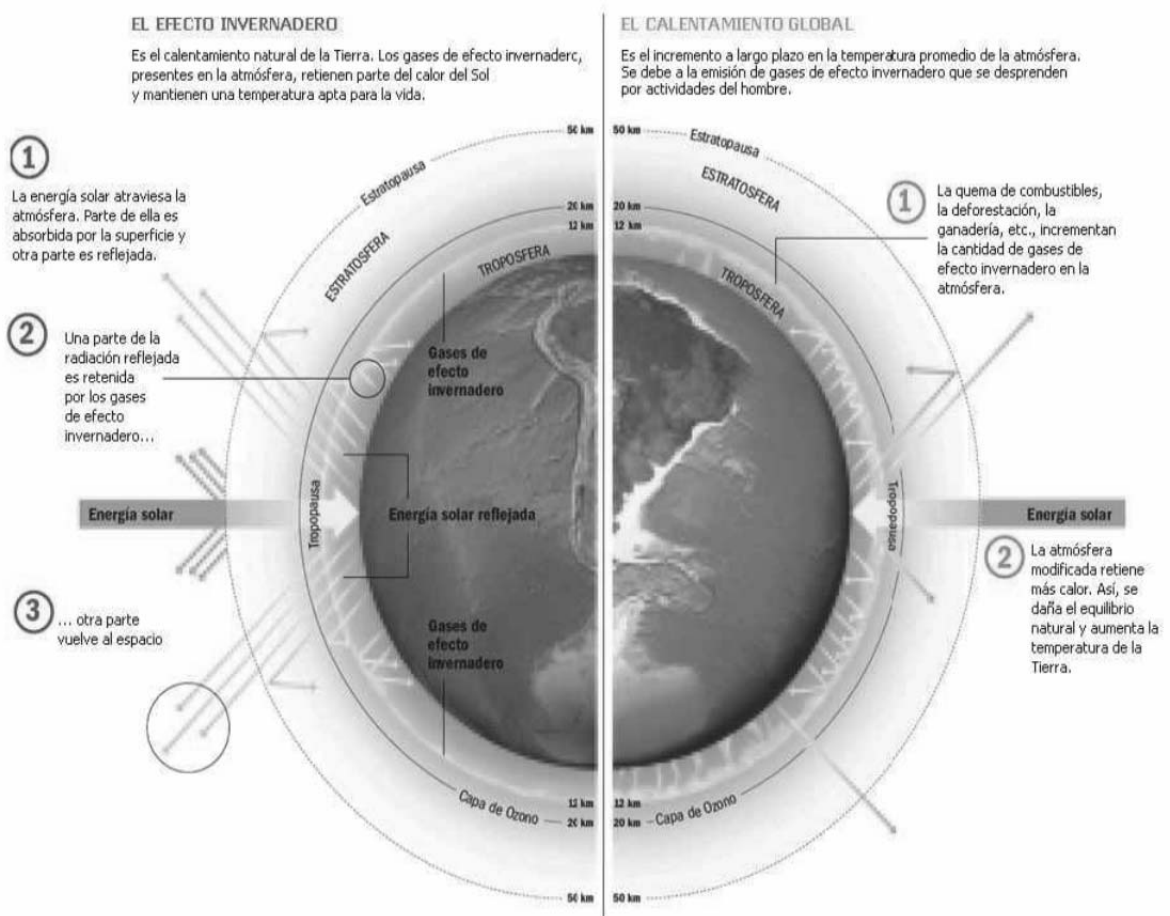 EL EFECTO INVERNADERO
Es el calentamiento natural de la Tierra. Los gases de efecto invernaderc,
presentes en la atmósfera, retienen parte del calor del Sol
y mantienen una temperatura apta para la vida.
50 km
Estratopausa
1
La energía solar atraviesa la
atmósfera. Parte de ella es
absorbida por la superficie y
otra parte es reflejada.
20 km
12 km
ESTRATOSFERA
TROPOSFERA
2
Una parte de la
radiación reflejada
es retenida
por los gases
de efecto
invernadero...
Gases de
efecto
invernadero
Energía solar
Tropopausa
Energía solar reflejada
3
... otra parte
vuelve al espacio
Gases de
efecto
invernadero
Capa de Ozono
12 km
20 km
50 km
EL CALENTAMIENTO GLOBAL
Es el incremento a largo plazo en la temperatura promedio de la atmósfera.
Se debe a la emisión de gases de efecto invernadero que se desprenden
por actividades del hombre.
50 km
Estratopausa
ESTRATOSFERA
20 km
12 km
TROPOSFERA
1
La quema de combustibles,
la deforestación, la
ganadería, etc., incrementan
la cantidad de gases de
efecto invernadero en la
atmósfera.
Tropopausa
Energía solar
2
La atmósfera
modificada retiene
más calor. Así, se
daña el equilibrio
natural y aumenta la
temperatura de la
Tierra.
12 km
20 km
Capa de Ozono
50 km